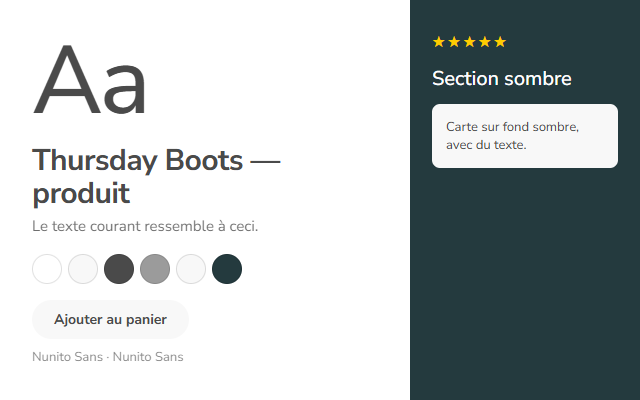 Aa
Thursday Boots —
produit
Le texte courant ressemble à ceci.
Ajouter au panier
Nunito Sans · Nunito Sans
Section sombre
Carte sur fond sombre,
avec du texte.